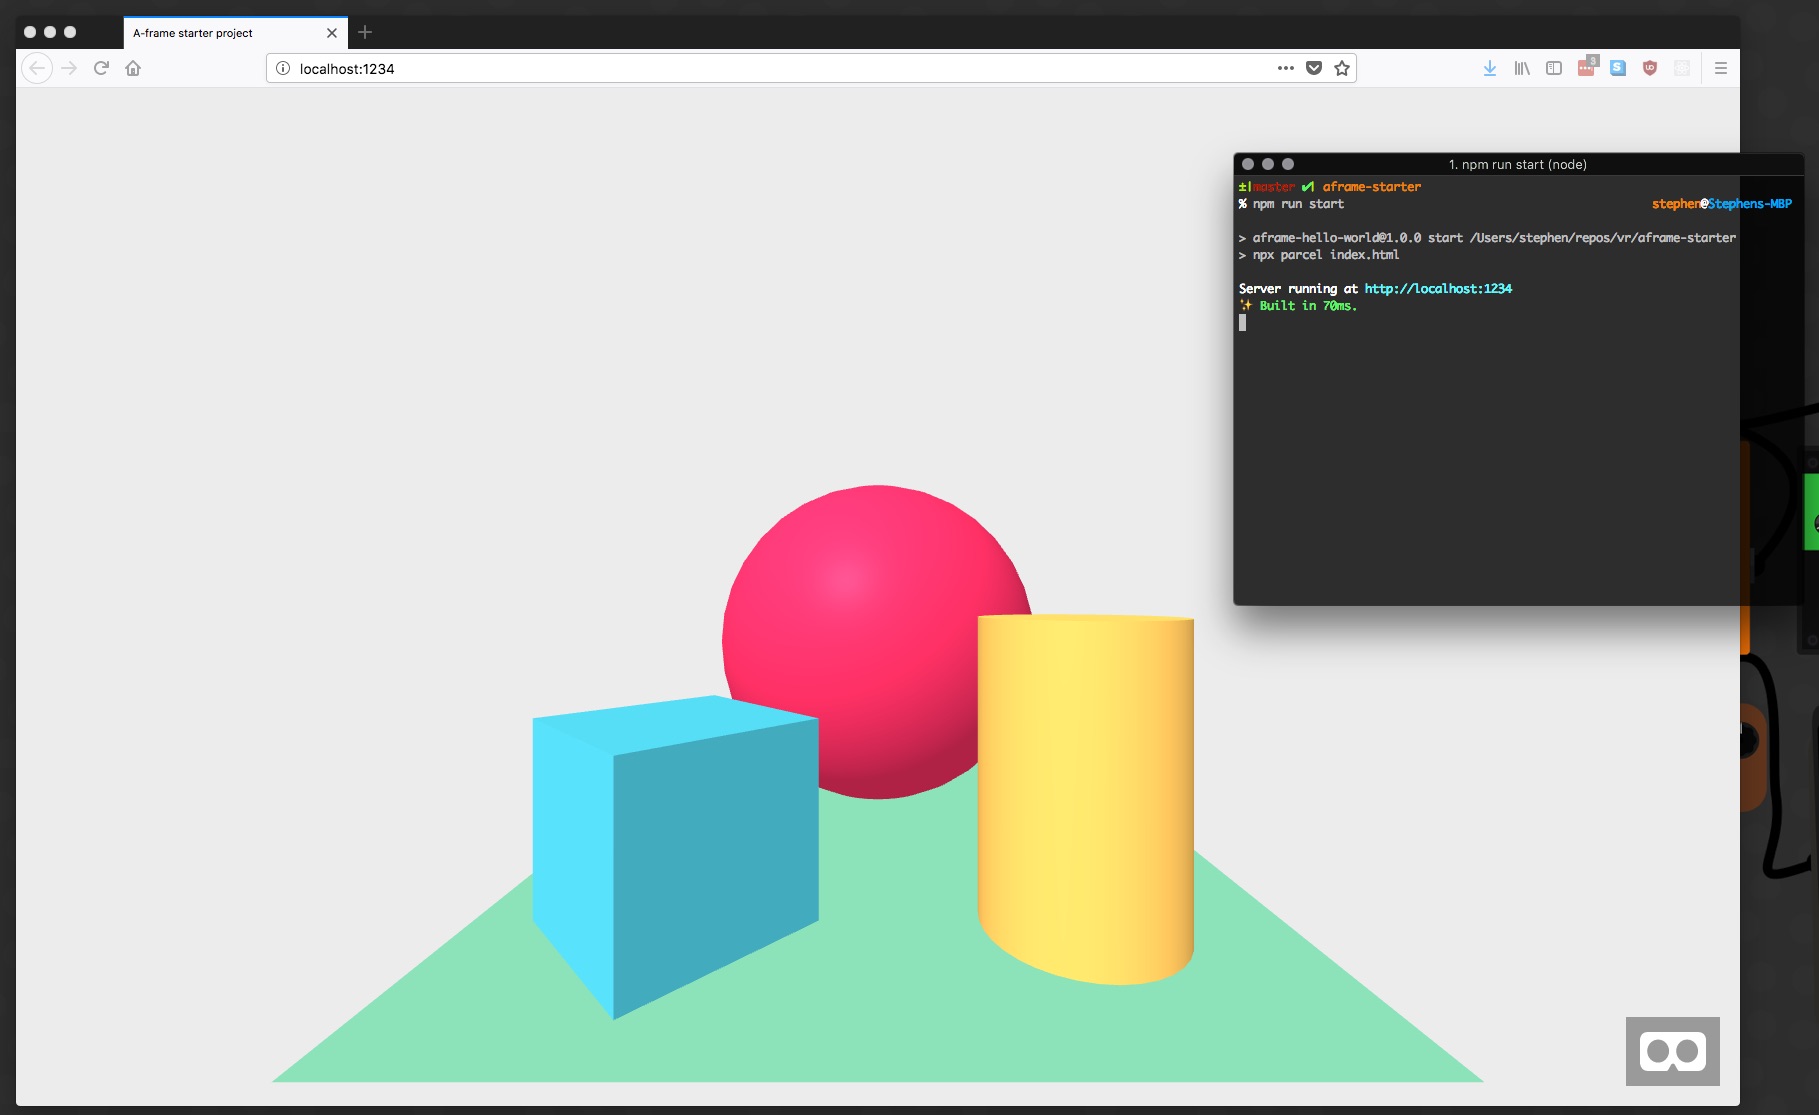 A-frame starter project
localhost:1234
3
S
1. npm run start (node)
±|master ✔ aframe-starter
% npm run start stephen@Stephens-MBP
> aframe-hello-world@1.0.0 start /Users/stephen/repos/vr/aframe-starter
> npx parcel index.html
Server running at http://localhost:1234
✨ Built in 70ms.